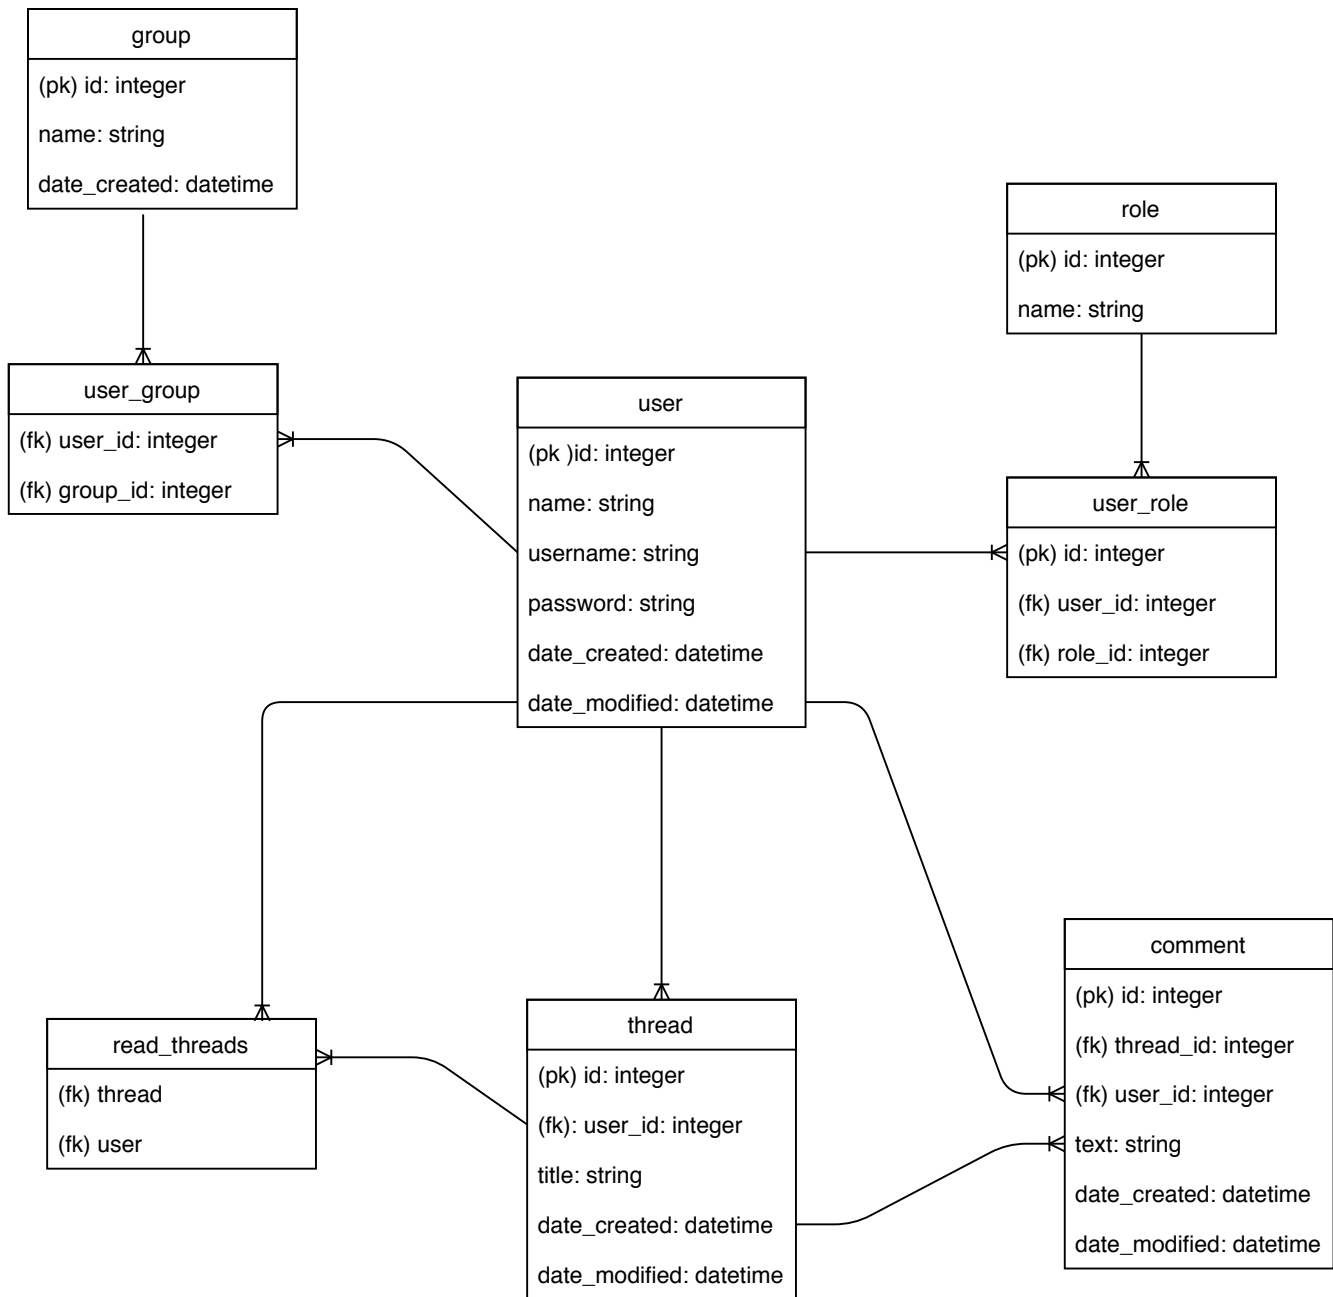 group
(pk) id: integer
name: string
date_created: datetime
role
(pk) id: integer
name: string
user_group
(fk) user_id: integer
(fk) group_id: integer
user
(pk )id: integer
name: string
username: string
password: string
date_created: datetime
date_modified: datetime
user_role
(pk) id: integer
(fk) user_id: integer
(fk) role_id: integer
read_threads
(fk) thread
(fk) user
thread
(pk) id: integer
(fk): user_id: integer
title: string
date_created: datetime
date_modified: datetime
comment
(pk) id: integer
(fk) thread_id: integer
(fk) user_id: integer
text: string
date_created: datetime
date_modified: datetime